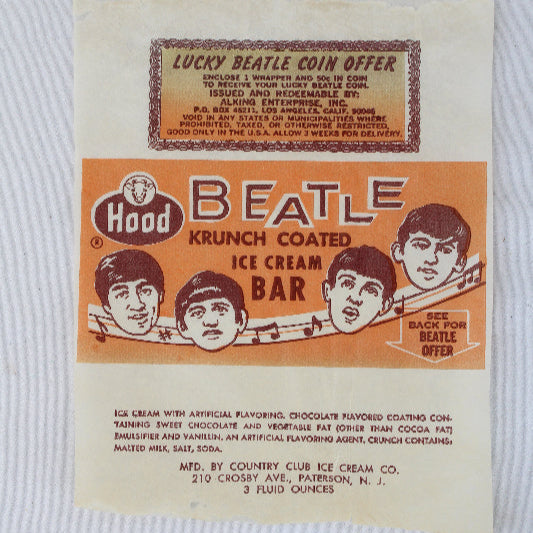 LUCKY BEATLE COIN OFFER
ENCLOSE 1 WRAPPER AND 50¢ IN COIN
TO RECEIVE YOUR LUCKY BEATLE COIN.
ISSUED AND REDEEMABLE BY:
ALKING ENTERPRISE, INC.
P.O. BOX 46211, LOS ANGELES, CALIF. 90046
VOID IN ANY STATES OR MUNICIPALITIES WHERE
PROHIBITED, TAXED, OR OTHERWISE RESTRICTED.
GOOD ONLY IN THE U.S.A. ALLOW 3 WEEKS FOR DELIVERY.
Hood
®
BEATLE
KRUNCH COATED
ICE CREAM
BAR
SEE
BACK FOR
BEATLE
OFFER
ICE CREAM WITH ARTIFICIAL FLAVORING. CHOCOLATE FLAVORED COATING CON-
TAINING SWEET CHOCOLATE AND VEGETABLE FAT (OTHER THAN COCOA FAT)
EMULSIFIER AND VANILLIN, AN ARTIFICIAL FLAVORING AGENT, CRUNCH CONTAINS:
MALTED MILK, SALT, SODA.
MFD. BY COUNTRY CLUB ICE CREAM CO.
210 CROSBY AVE., PATERSON, N. J.
3 FLUID OUNCES